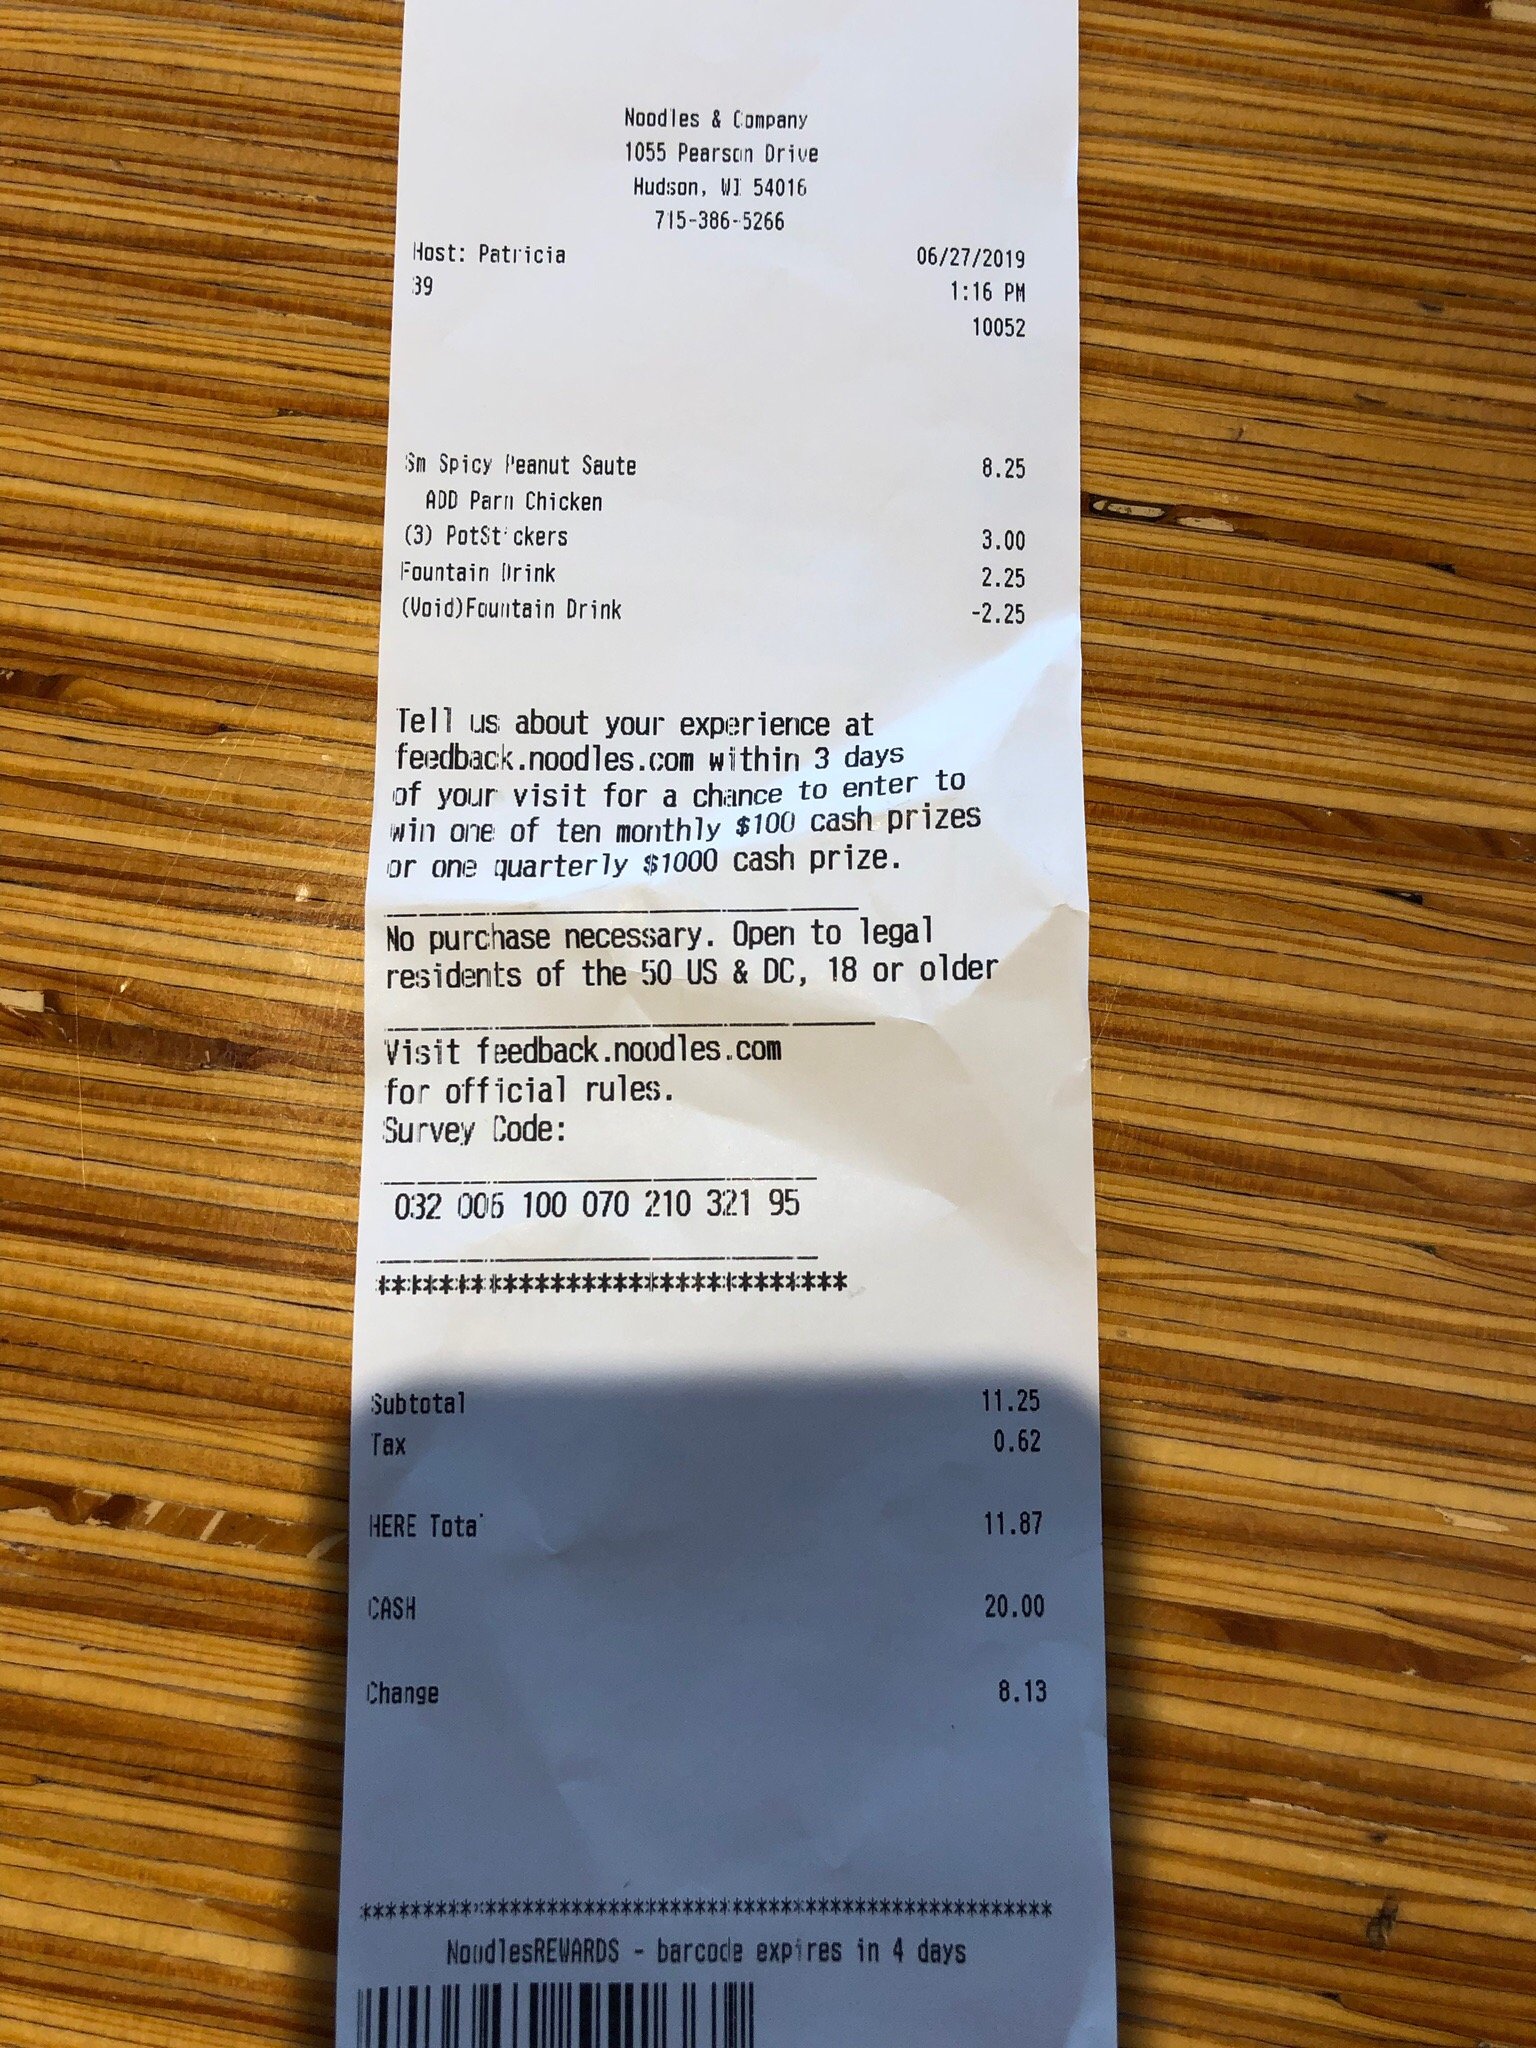 Noodles & Company
1055 Pearson Drive
Hudson, WI 54016
715-386-5266
Host: Patricia 06/27/2019
39 1:16 PM
10052
Sm Spicy Peanut Saute 8.25
ADD Parm Chicken
(3) PotStickers 3.00
Fountain Drink 2.25
(Void)Fountain Drink -2.25
Tell us about your experience at
feedback.noodles.com within 3 days
of your visit for a chance to enter to
win one of ten monthly $100 cash prizes
or one quarterly $1000 cash prize.
No purchase necessary. Open to legal
residents of the 50 US & DC, 18 or older
Visit feedback.noodles.com
for official rules.
Survey Code:
032 006 100 070 210 321 95
******************************
Subtotal 11.25
Tax 0.62
HERE Total 11.87
CASH 20.00
Change 8.13
********************************************************
NoodlesREWARDS - barcode expires in 4 days